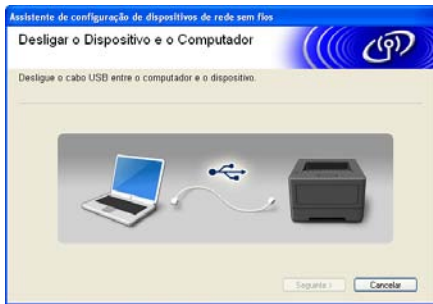 Assistente de configuração de dispositivos de rede sem fios
Desligar o Dispositivo e o Computador
Desligue o cabo USB entre o computador e o dispositivo.
Seguinte >
Cancelar